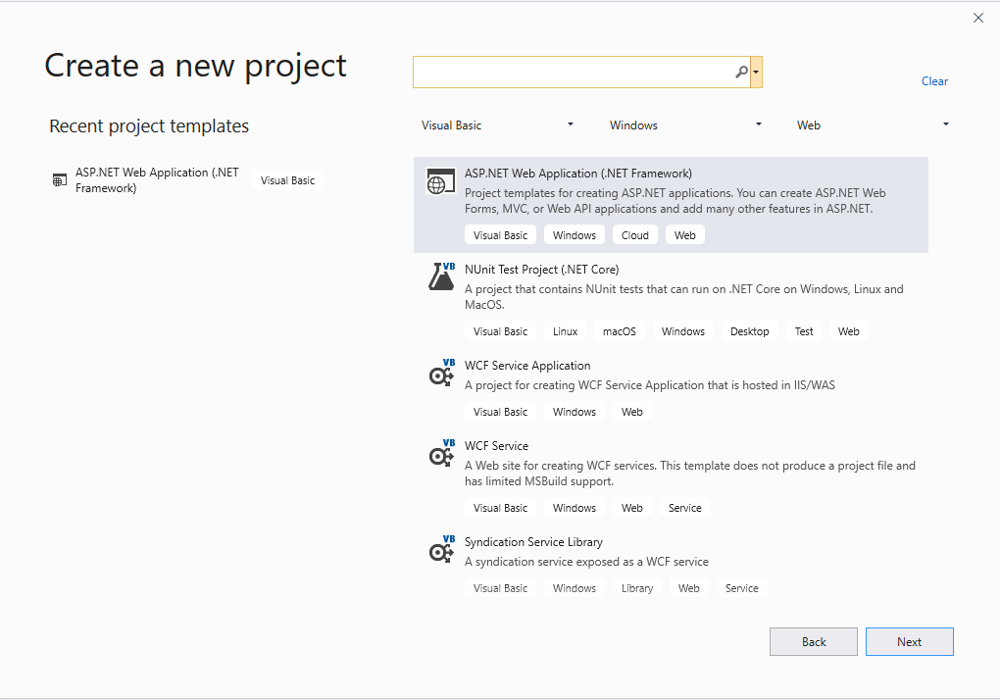 Create a new project
Clear
Recent project templates
Visual Basic
Windows
Web
ASP.NET Web Application (.NET
Framework)
Visual Basic
ASP.NET Web Application (.NET Framework)
Project templates for creating ASP.NET applications. You can create ASP.NET Web
Forms, MVC, or Web API applications and add many other features in ASP.NET.
Visual Basic Windows Cloud Web
VB
NUnit Test Project (.NET Core)
A project that contains NUnit tests that can run on .NET Core on Windows, Linux and
MacOS.
Visual Basic Linux macOS Windows Desktop Test Web
VB
WCF Service Application
A project for creating WCF Service Application that is hosted in IIS/WAS
Visual Basic Windows Web
VB
WCF Service
A Web site for creating WCF services. This template does not produce a project file and
has limited MSBuild support.
Visual Basic Windows Web Service
VB
Syndication Service Library
A syndication service exposed as a WCF service
Visual Basic Windows Library Web Service
Back
Next